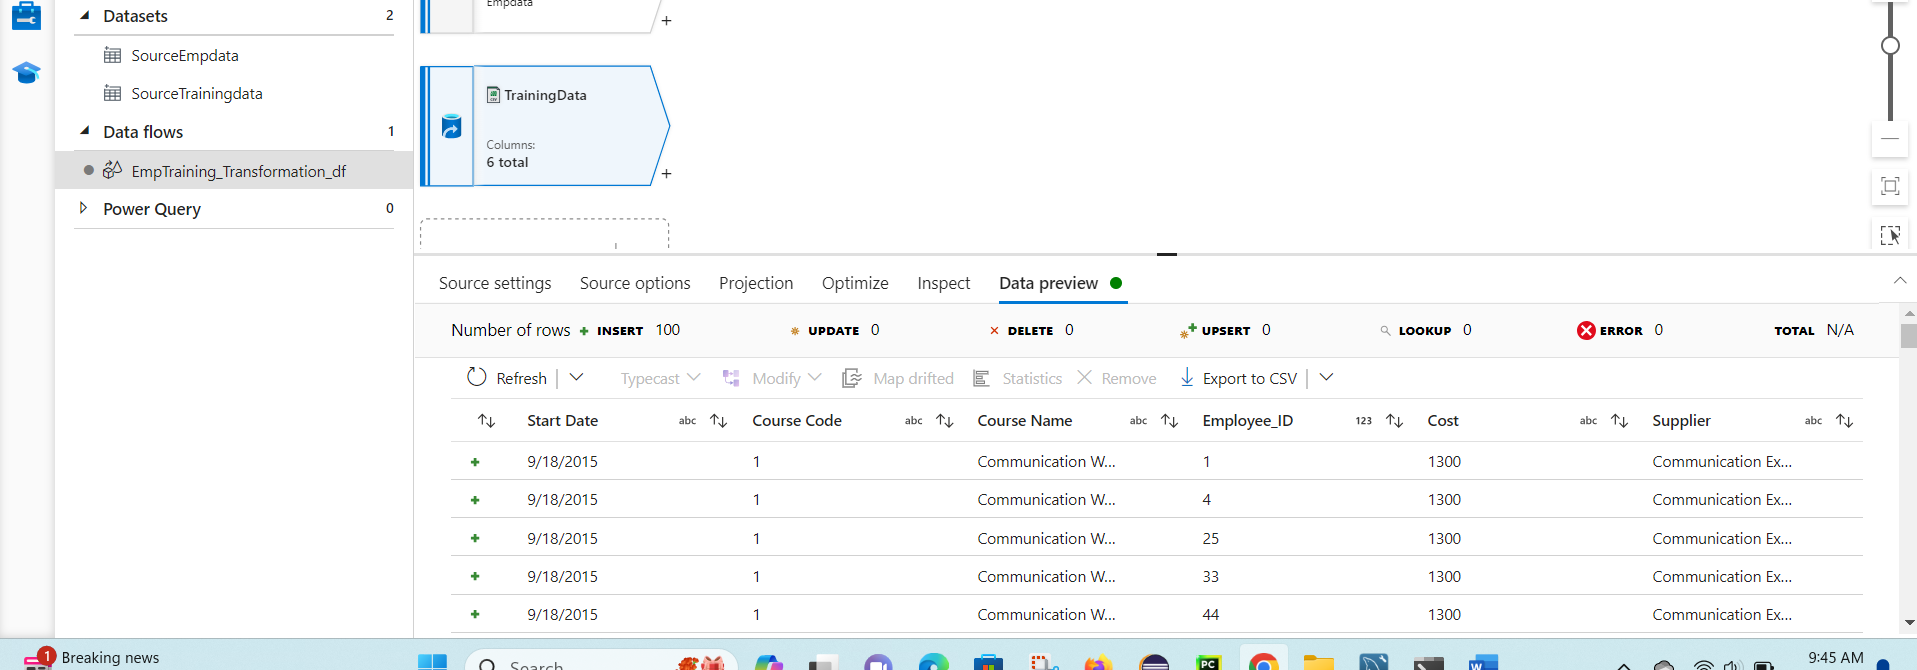 Datasets 2
SourceEmpdata
SourceTrainingdata
Data flows 1
EmpTraining_Transformation_df
Power Query 0
Empdata
+
TrainingData
Columns:
6 total
+
Source settings Source options Projection Optimize Inspect Data preview
Number of rows + INSERT 100 UPDATE 0 DELETE 0 UPSERT 0 LOOKUP 0 ERROR 0 TOTAL N/A
Refresh Typecast Modify Map drifted Statistics Remove Export to CSV
Start Date abc Course Code abc Course Name abc Employee_ID 123 Cost abc Supplier abc
+ 9/18/2015 1 Communication W... 1 1300 Communication Ex...
+ 9/18/2015 1 Communication W... 4 1300 Communication Ex...
+ 9/18/2015 1 Communication W... 25 1300 Communication Ex...
+ 9/18/2015 1 Communication W... 33 1300 Communication Ex...
+ 9/18/2015 1 Communication W... 44 1300 Communication Ex...
1 Breaking news
Search
PC
W
9:45 AM